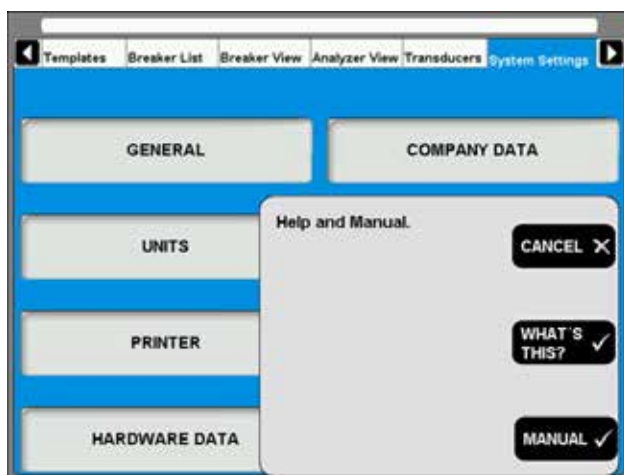 Templates Breaker List Breaker View Analyzer View Transducers System Settings
GENERAL COMPANY DATA
UNITS
Help and Manual.
CANCEL
PRINTER
WHAT´S
THIS?
HARDWARE DATA
MANUAL